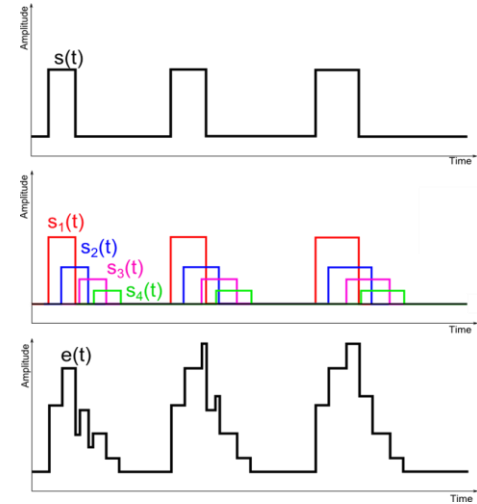 Amplitude
s(t)
Time
Amplitude
s₁(t)
s₂(t)
s₃(t)
s₄(t)
Time
Amplitude
e(t)
Time